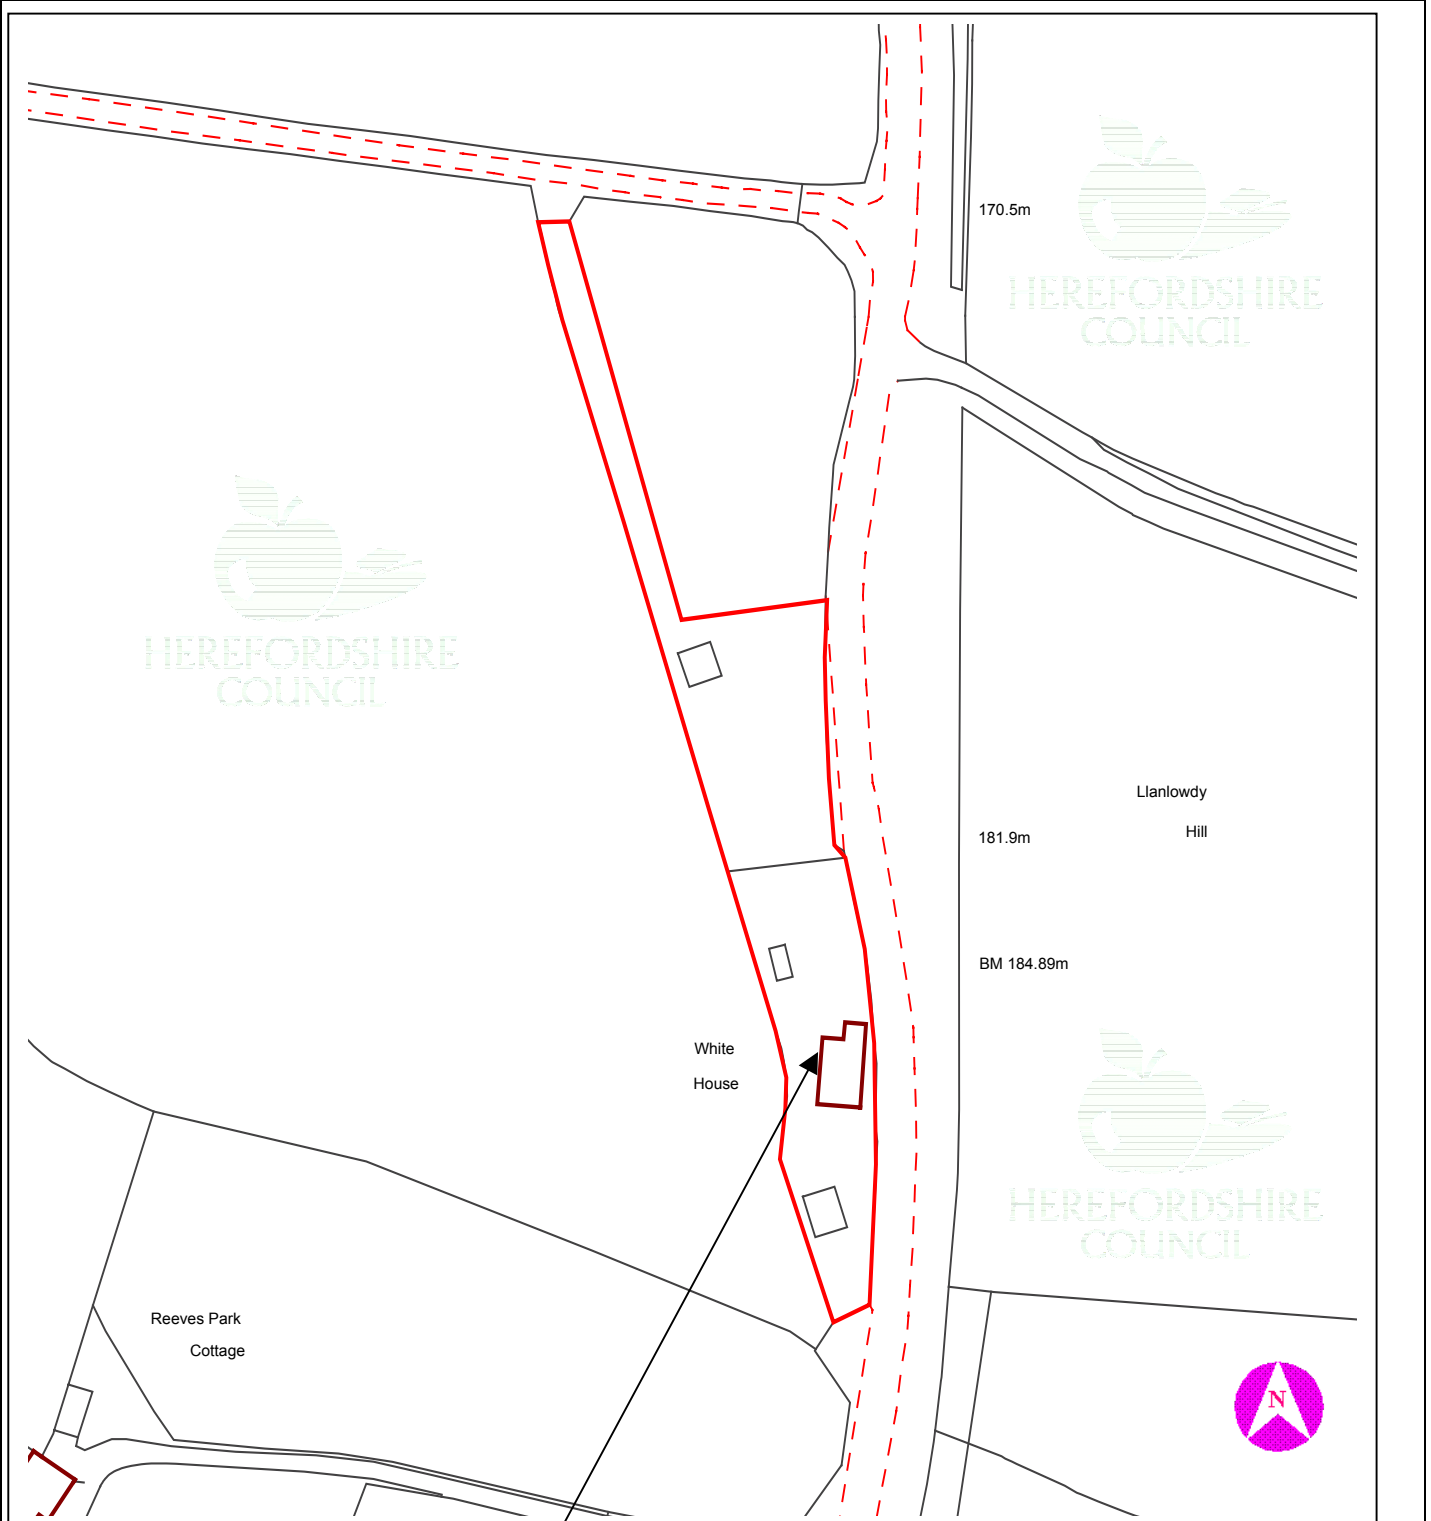 170.5m
HEREFORDSHIRE
COUNCIL
HEREFORDSHIRE
COUNCIL
Llanlowdy
Hill
181.9m
BM 184.89m
White
House
HEREFORDSHIRE
COUNCIL
Reeves Park
Cottage
N